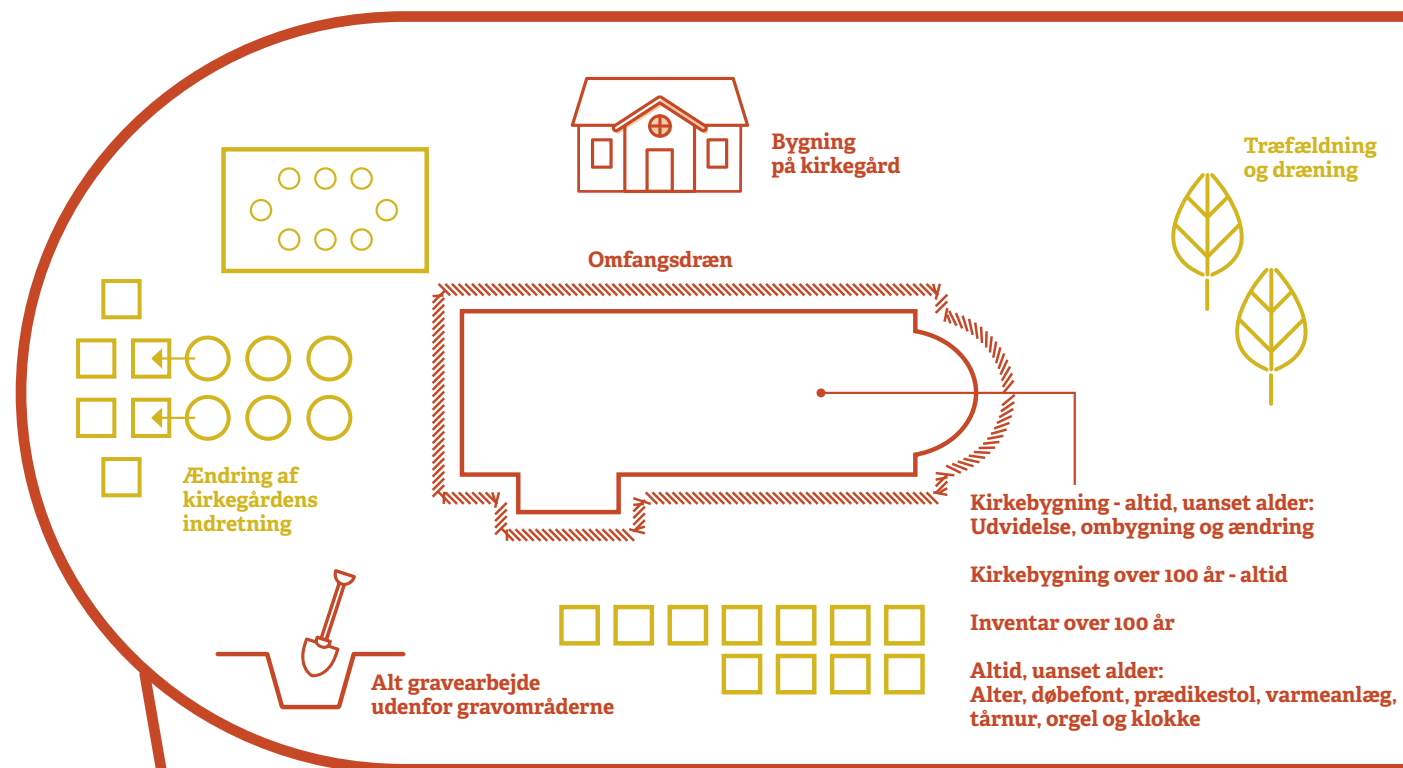 Bygning
på kirkegård
Træfældning
og dræning
Omfangsdræn
Ændring af
kirkegårdens
indretning
Kirkebygning - altid, uanset alder:
Udvidelse, ombygning og ændring
Kirkebygning over 100 år - altid
Inventar over 100 år
Altid, uanset alder:
Alter, døbefont, prædikestol, varmeanlæg,
tårnur, orgel og klokke
Alt gravearbejde
udenfor gravområderne